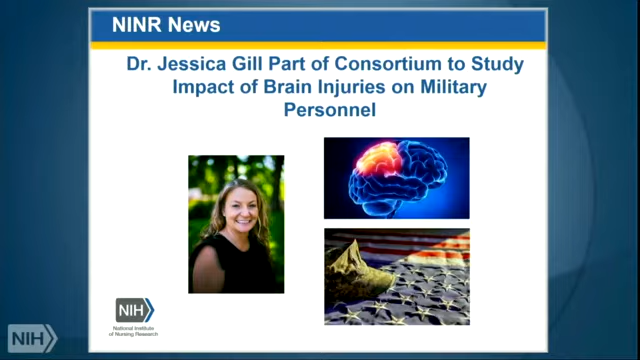 NINR News
Dr. Jessica Gill Part of Consortium to Study
Impact of Brain Injuries on Military
Personnel
NIH
National Institute
of Nursing Research
NIH